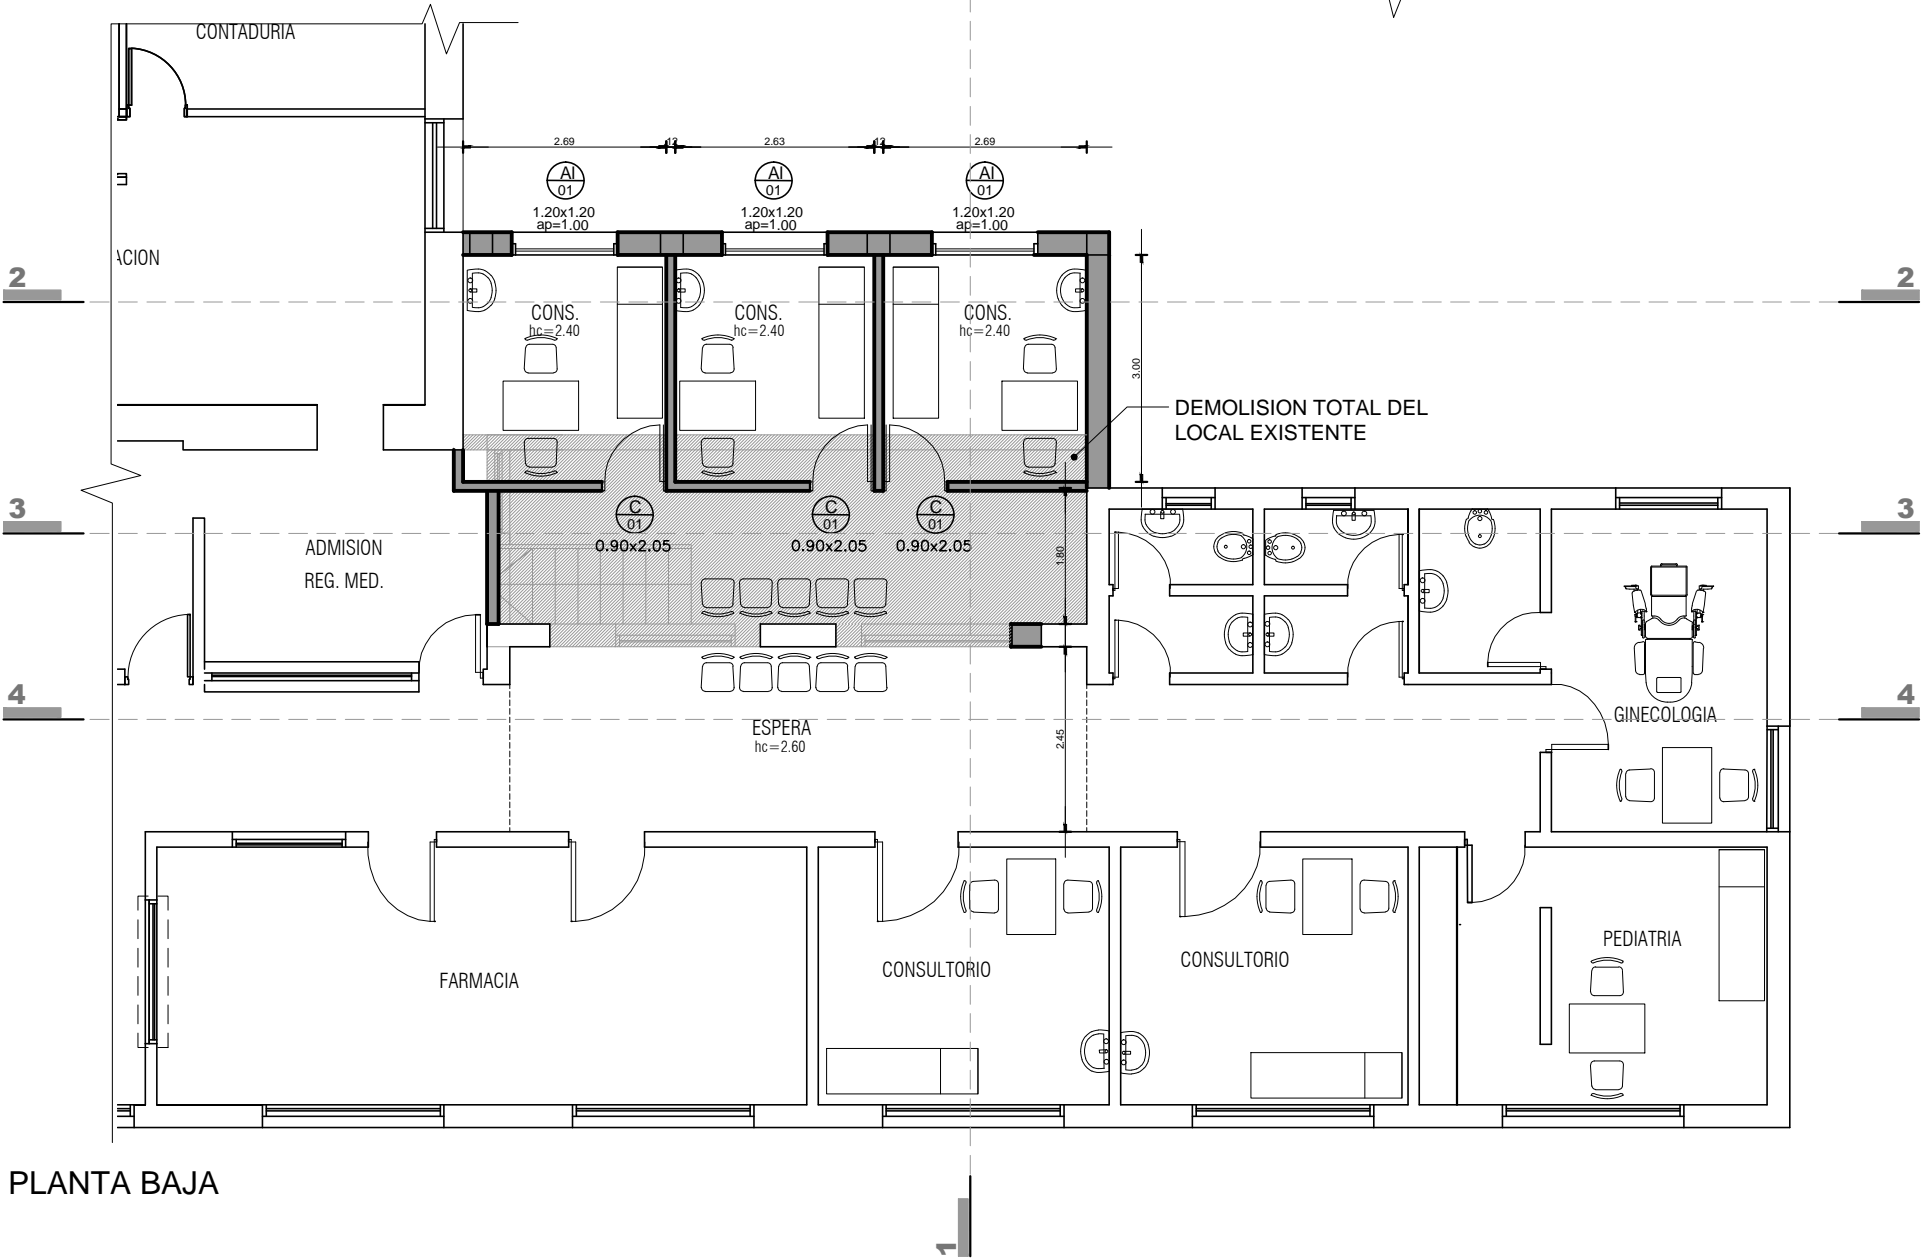 CONTADURIA
2.69
12
2.63
12
2.69
AI
01
AI
01
AI
01
1.20x1.20
ap=1.00
1.20x1.20
ap=1.00
1.20x1.20
ap=1.00
ACION
2
2
CONS.
hc=2.40
CONS.
hc=2.40
CONS.
hc=2.40
3.00
DEMOLISION TOTAL DEL
LOCAL EXISTENTE
3
3
C
01
C
01
C
01
0.90x2.05
0.90x2.05
0.90x2.05
ADMISION
REG. MED.
1.80
4
4
ESPERA
hc=2.60
2.45
GINECOLOGIA
FARMACIA
CONSULTORIO
CONSULTORIO
PEDIATRIA
PLANTA BAJA
1